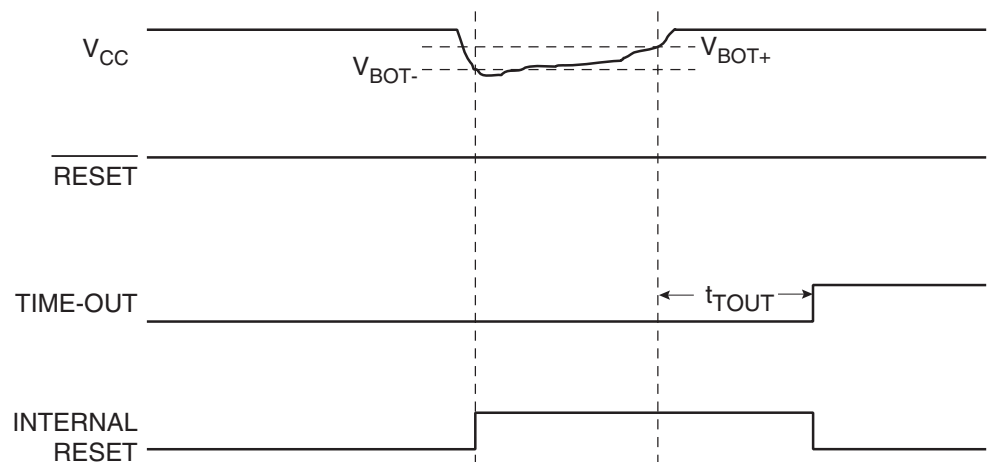 VCC
VBOT-
VBOT+
RESET
TIME-OUT
tTOUT
INTERNAL
RESET